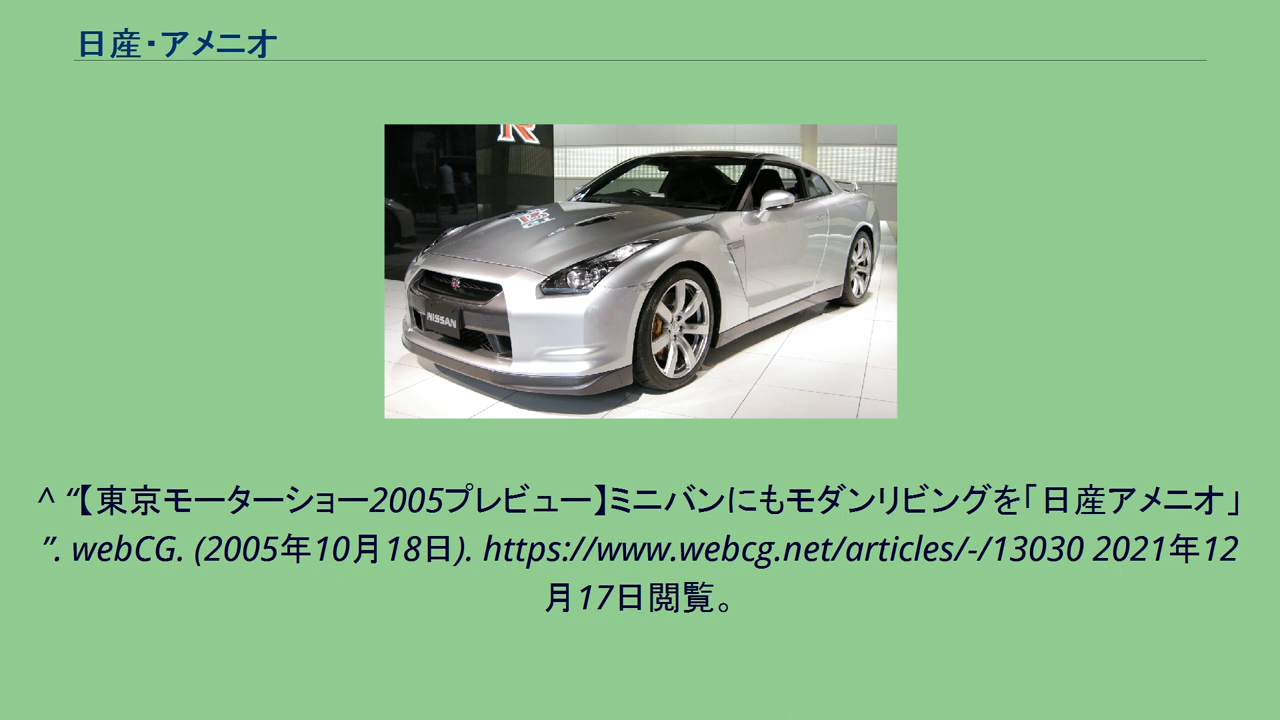 日産・アメニオ
R
NISSAN
^ “【東京モーターショー2005プレビュー】ミニバンにもモダンリビングを「日産アメニオ」
”. webCG. (2005年10月18日). https://www.webcg.net/articles/-/13030 2021年12
月17日閲覧。